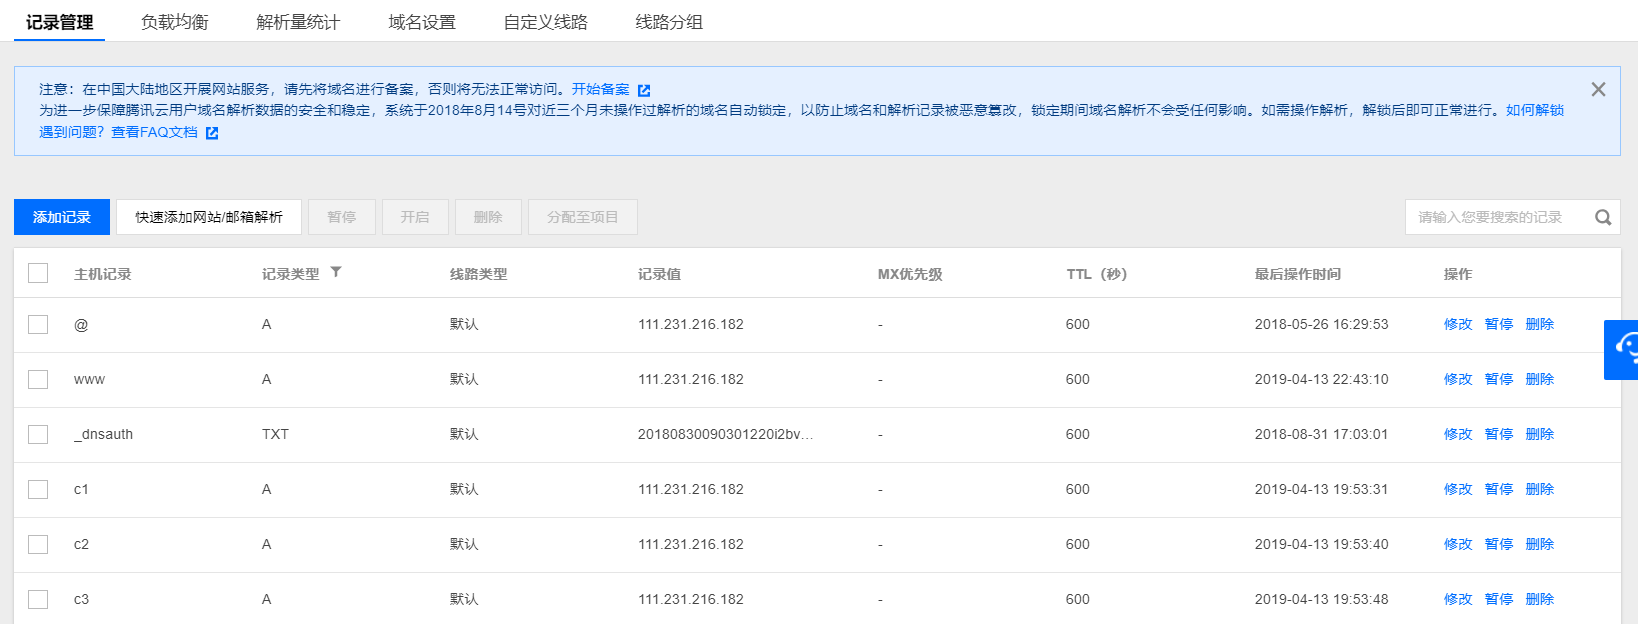 记录管理 负载均衡 解析量统计 域名设置 自定义线路 线路分组
注意：在中国大陆地区开展网站服务，请先将域名进行备案，否则将无法正常访问。开始备案
为进一步保障腾讯云用户域名解析数据的安全和稳定，系统于2018年8月14号对近三个月未操作过解析的域名自动锁定，以防止域名和解析记录被恶意篡改，锁定期间域名解析不会受任何影响。如需操作解析，解锁后即可正常进行。如何解锁
遇到问题？查看FAQ文档
添加记录 快速添加网站/邮箱解析 暂停 开启 删除 分配至项目 请输入您要搜索的记录
主机记录 记录类型 线路类型 记录值 MX优先级 TTL（秒） 最后操作时间 操作
@ A 默认 111.231.216.182 - 600 2018-05-26 16:29:53 修改 暂停 删除
www A 默认 111.231.216.182 - 600 2019-04-13 22:43:10 修改 暂停 删除
_dnsauth TXT 默认 20180830090301220i2bv... - 600 2018-08-31 17:03:01 修改 暂停 删除
c1 A 默认 111.231.216.182 - 600 2019-04-13 19:53:31 修改 暂停 删除
c2 A 默认 111.231.216.182 - 600 2019-04-13 19:53:40 修改 暂停 删除
c3 A 默认 111.231.216.182 - 600 2019-04-13 19:53:48 修改 暂停 删除